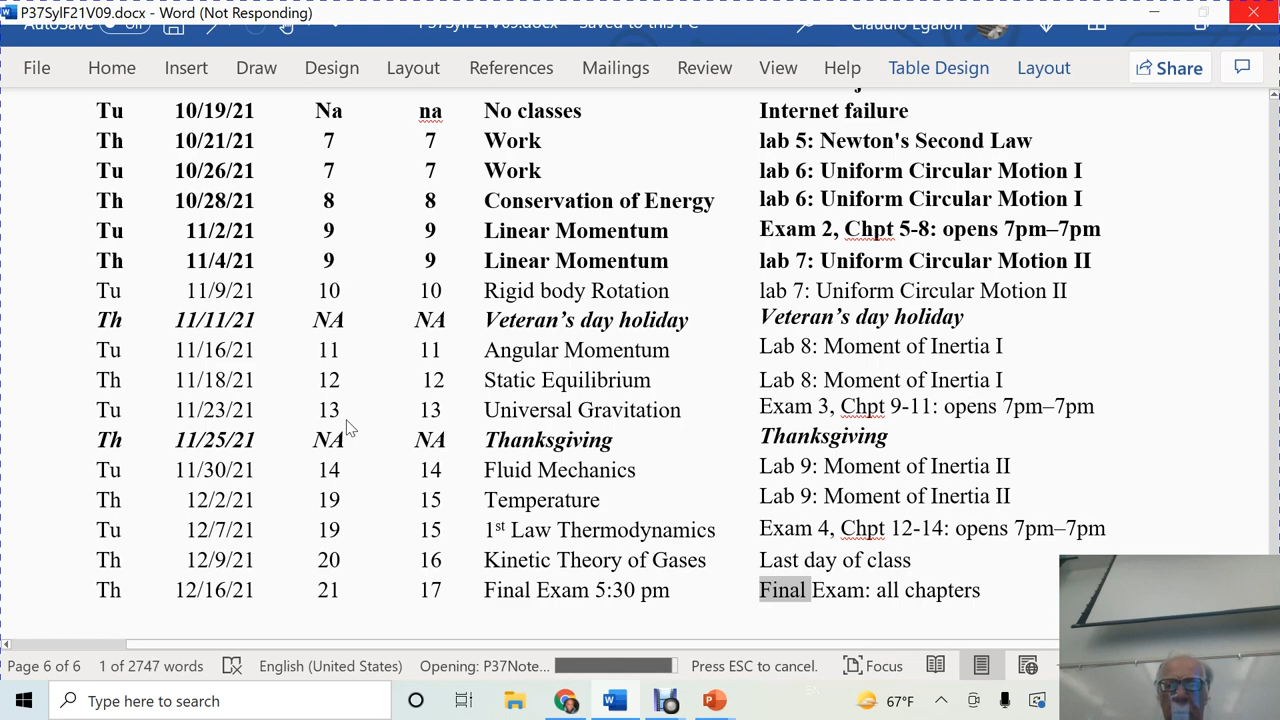 P37SylF21V09.docx - Word (Not Responding)
AutoSave Off P37SylF21V09.docx - Saved to this PC Claudio Egalon
File Home Insert Draw Design Layout References Mailings Review View Help Table Design Layout Share
Tu 10/19/21 Na na No classes Internet failure
Th 10/21/21 7 7 Work lab 5: Newton's Second Law
Tu 10/26/21 7 7 Work lab 6: Uniform Circular Motion I
Th 10/28/21 8 8 Conservation of Energy lab 6: Uniform Circular Motion I
Tu 11/2/21 9 9 Linear Momentum Exam 2, Chpt 5-8: opens 7pm–7pm
Th 11/4/21 9 9 Linear Momentum lab 7: Uniform Circular Motion II
Tu 11/9/21 10 10 Rigid body Rotation lab 7: Uniform Circular Motion II
Th 11/11/21 NA NA Veteran’s day holiday Veteran’s day holiday
Tu 11/16/21 11 11 Angular Momentum Lab 8: Moment of Inertia I
Th 11/18/21 12 12 Static Equilibrium Lab 8: Moment of Inertia I
Tu 11/23/21 13 13 Universal Gravitation Exam 3, Chpt 9-11: opens 7pm–7pm
Th 11/25/21 NA NA Thanksgiving Thanksgiving
Tu 11/30/21 14 14 Fluid Mechanics Lab 9: Moment of Inertia II
Th 12/2/21 19 15 Temperature Lab 9: Moment of Inertia II
Tu 12/7/21 19 15 1st Law Thermodynamics Exam 4, Chpt 12-14: opens 7pm–7pm
Th 12/9/21 20 16 Kinetic Theory of Gases Last day of class
Th 12/16/21 21 17 Final Exam 5:30 pm Final Exam: all chapters
Page 6 of 6 1 of 2747 words English (United States) Opening: P37Note... Press ESC to cancel. Focus
Type here to search 67°F